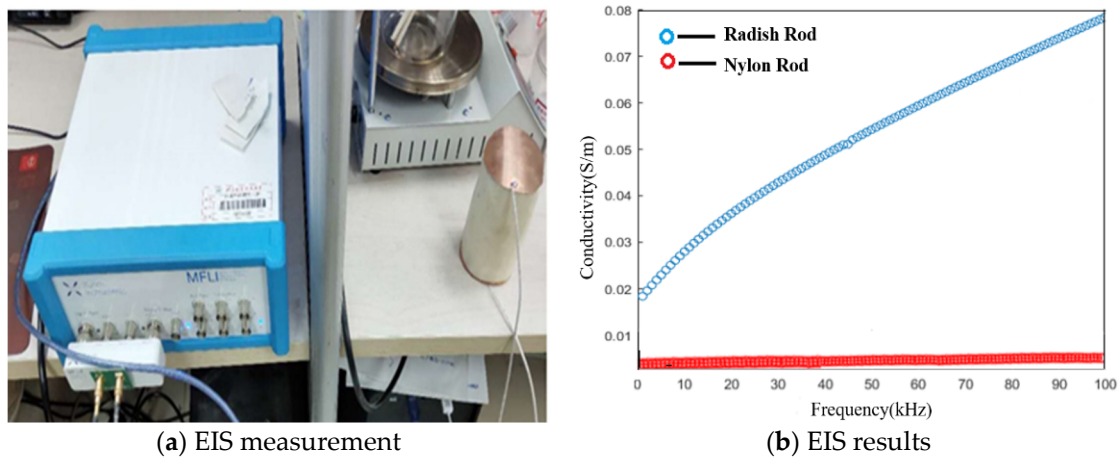 MFLI
0.08
0.07
0.06
0.05
0.04
0.03
0.02
0.01
Conductivity(S/m)
Radish Rod
Nylon Rod
0 10 20 30 40 50 60 70 80 90 100
Frequency(kHz)
(a) EIS measurement
(b) EIS results